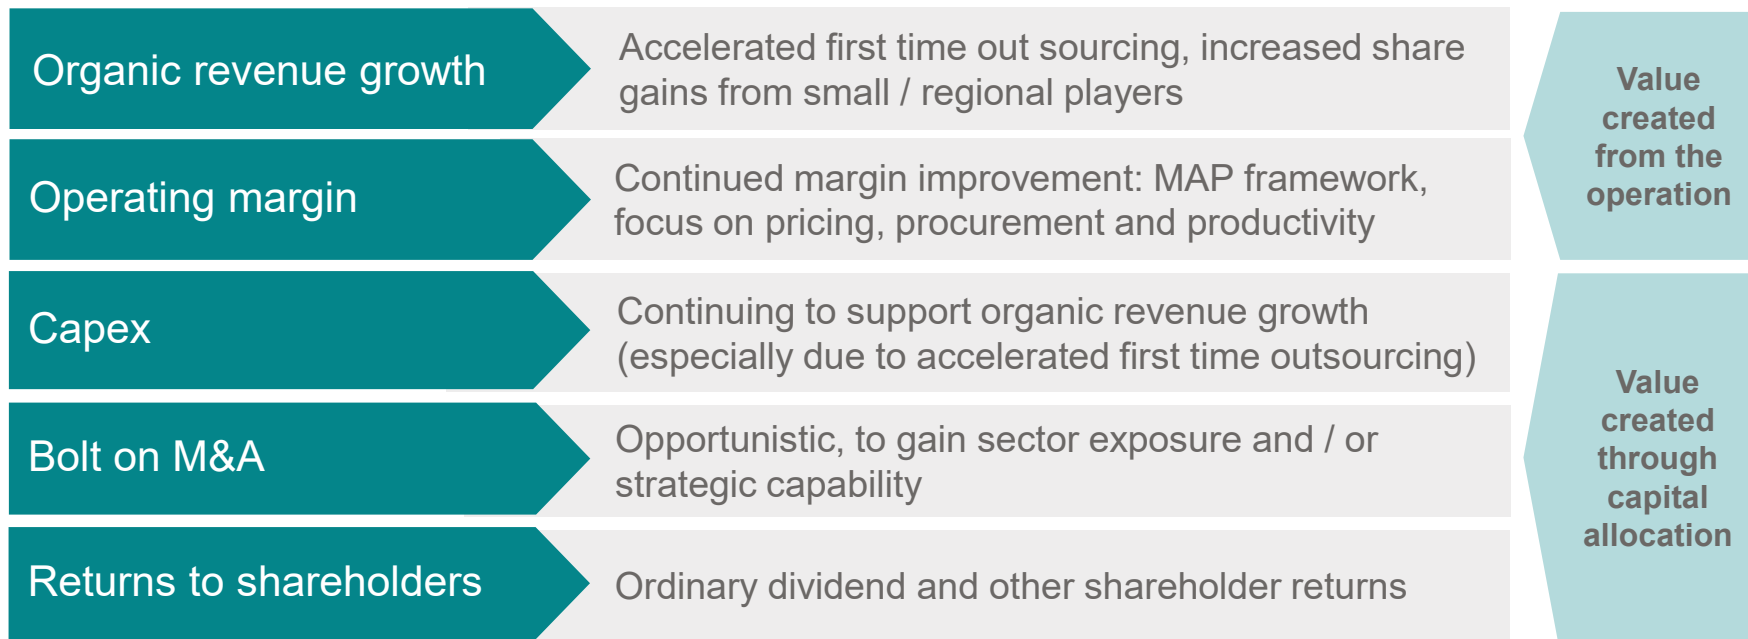 Organic revenue growth
Accelerated first time out sourcing, increased share
gains from small / regional players
Operating margin
Continued margin improvement: MAP framework,
focus on pricing, procurement and productivity
Value
created
from the
operation
Capex
Continuing to support organic revenue growth
(especially due to accelerated first time outsourcing)
Bolt on M&A
Opportunistic, to gain sector exposure and / or
strategic capability
Returns to shareholders
Ordinary dividend and other shareholder returns
Value
created
through
capital
allocation